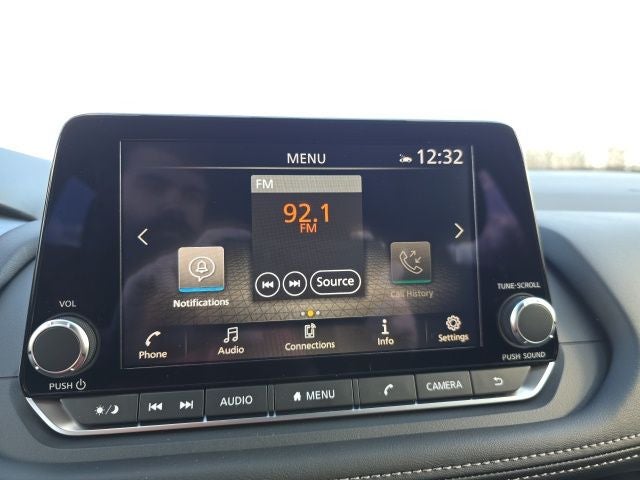 MENU
12:32
FM
92.1
FM
Source
Notifications
Call History
Phone
Audio
Connections
Info
Settings
VOL
PUSH
TUNE·SCROLL
PUSH SOUND
AUDIO
MENU
CAMERA